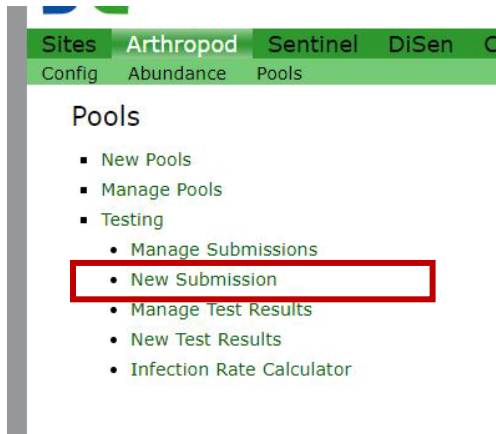 Sites Arthropod Sentinel DiSen
Config Abundance Pools
Pools
New Pools
Manage Pools
Testing
Manage Submissions
New Submission
Manage Test Results
New Test Results
Infection Rate Calculator